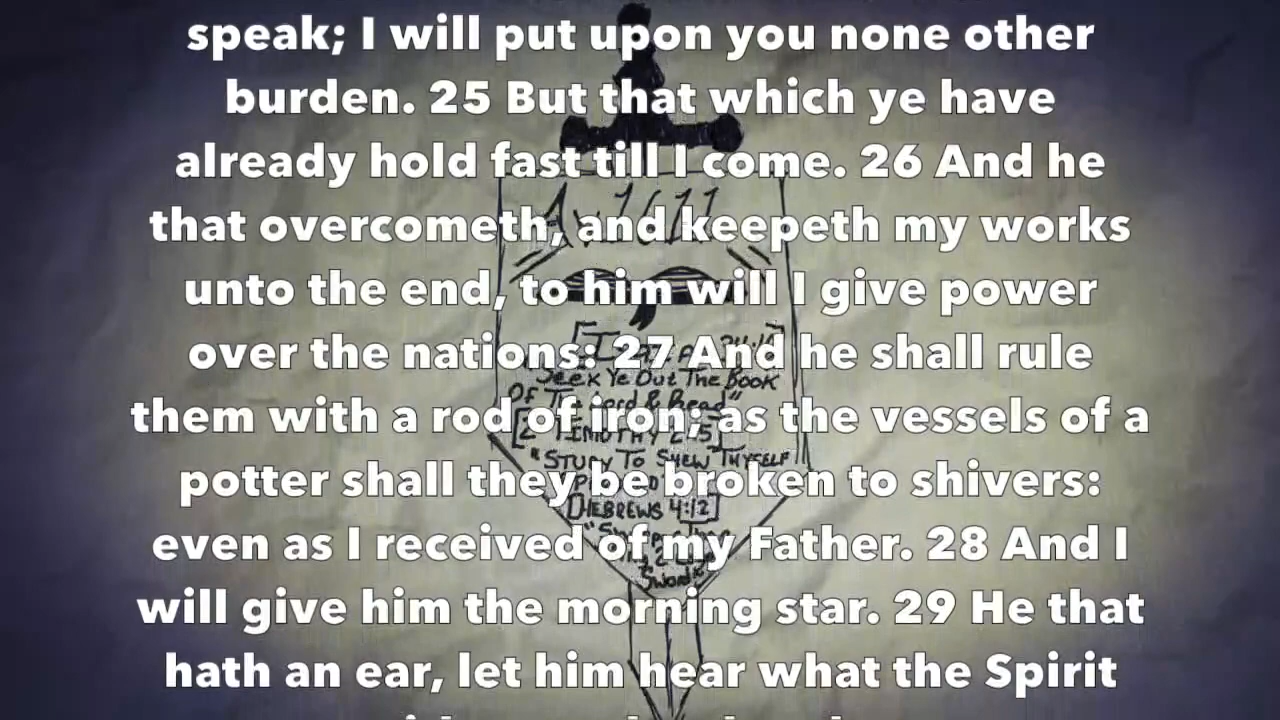 speak; I will put upon you none other
burden. 25 But that which ye have
already hold fast till I come. 26 And he
that overcometh, and keepeth my works
unto the end, to him will I give power
over the nations: 27 And he shall rule
them with a rod of iron; as the vessels of a
potter shall they be broken to shivers:
even as I received of my Father. 28 And I
will give him the morning star. 29 He that
hath an ear, let him hear what the Spirit
1611
Seek Ye Out The Book
Of The Lord & Read"
TIMOTHY
"STUDY TO SHEW THYSELF
[HEBREWS 4:12]
Sword"